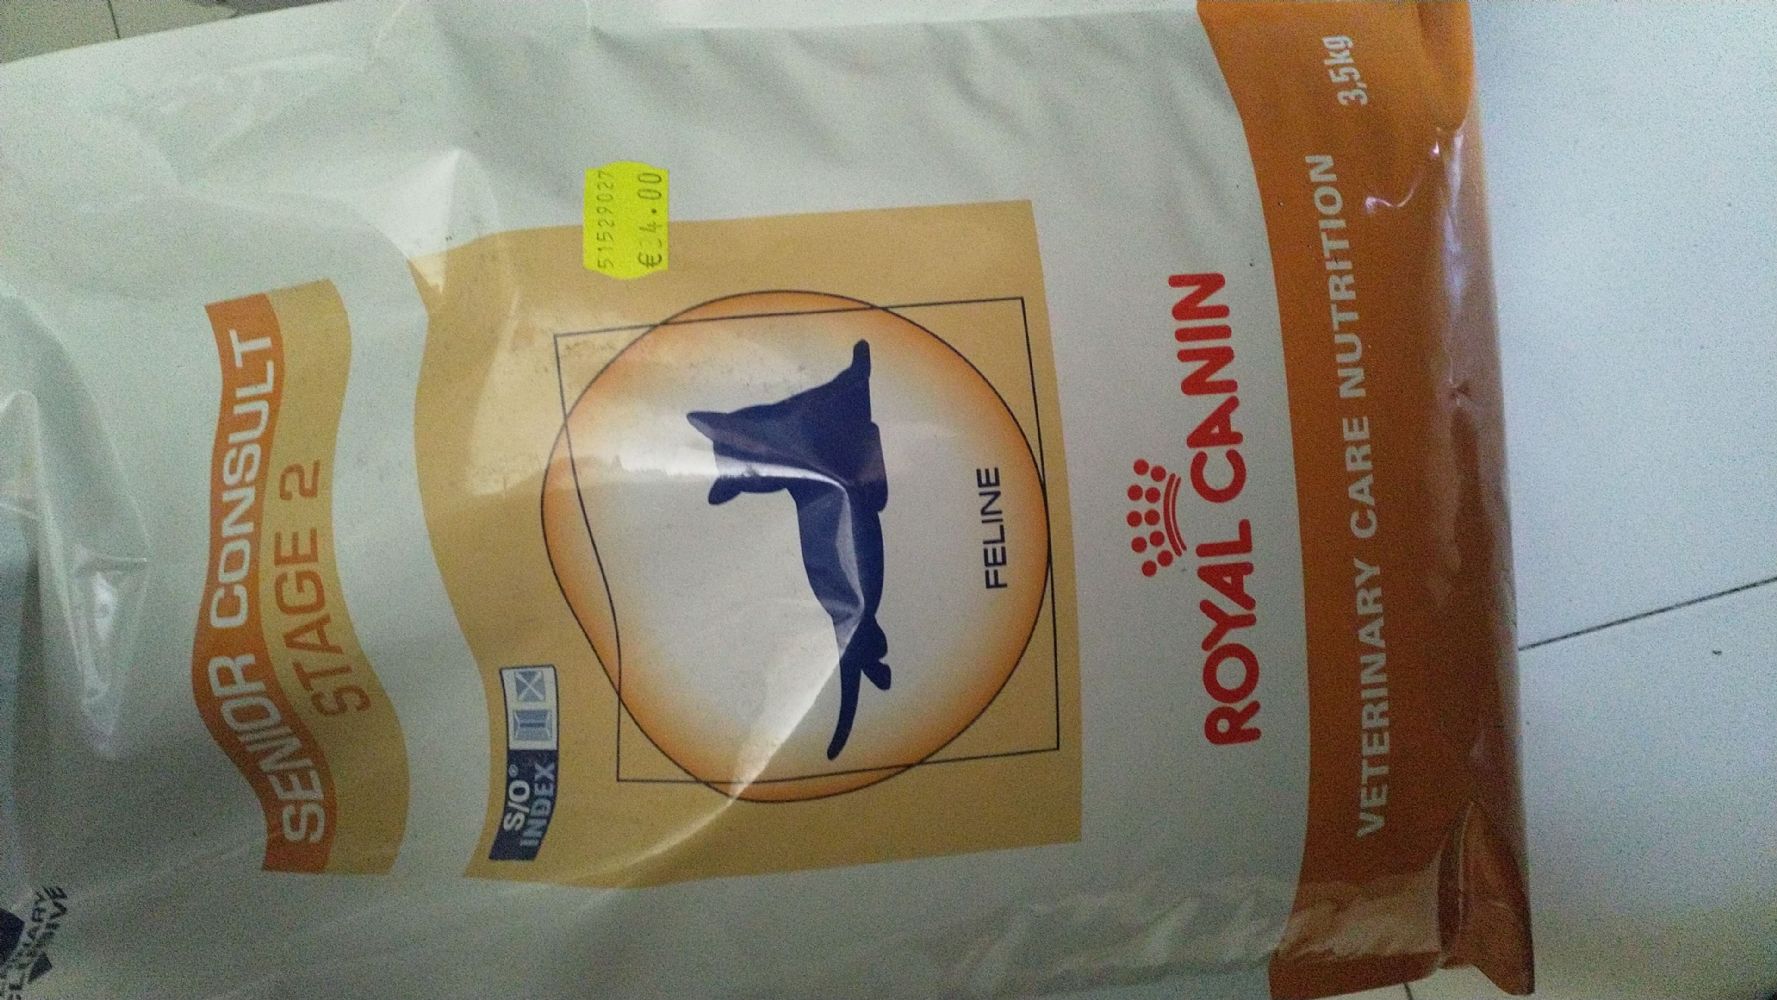 ROYAL CANIN
VETERINARY CARE NUTRITION
3,5kg
FELINE
S/O®
INDEX
51529027
SENIOR CONSULT
STAGE 2